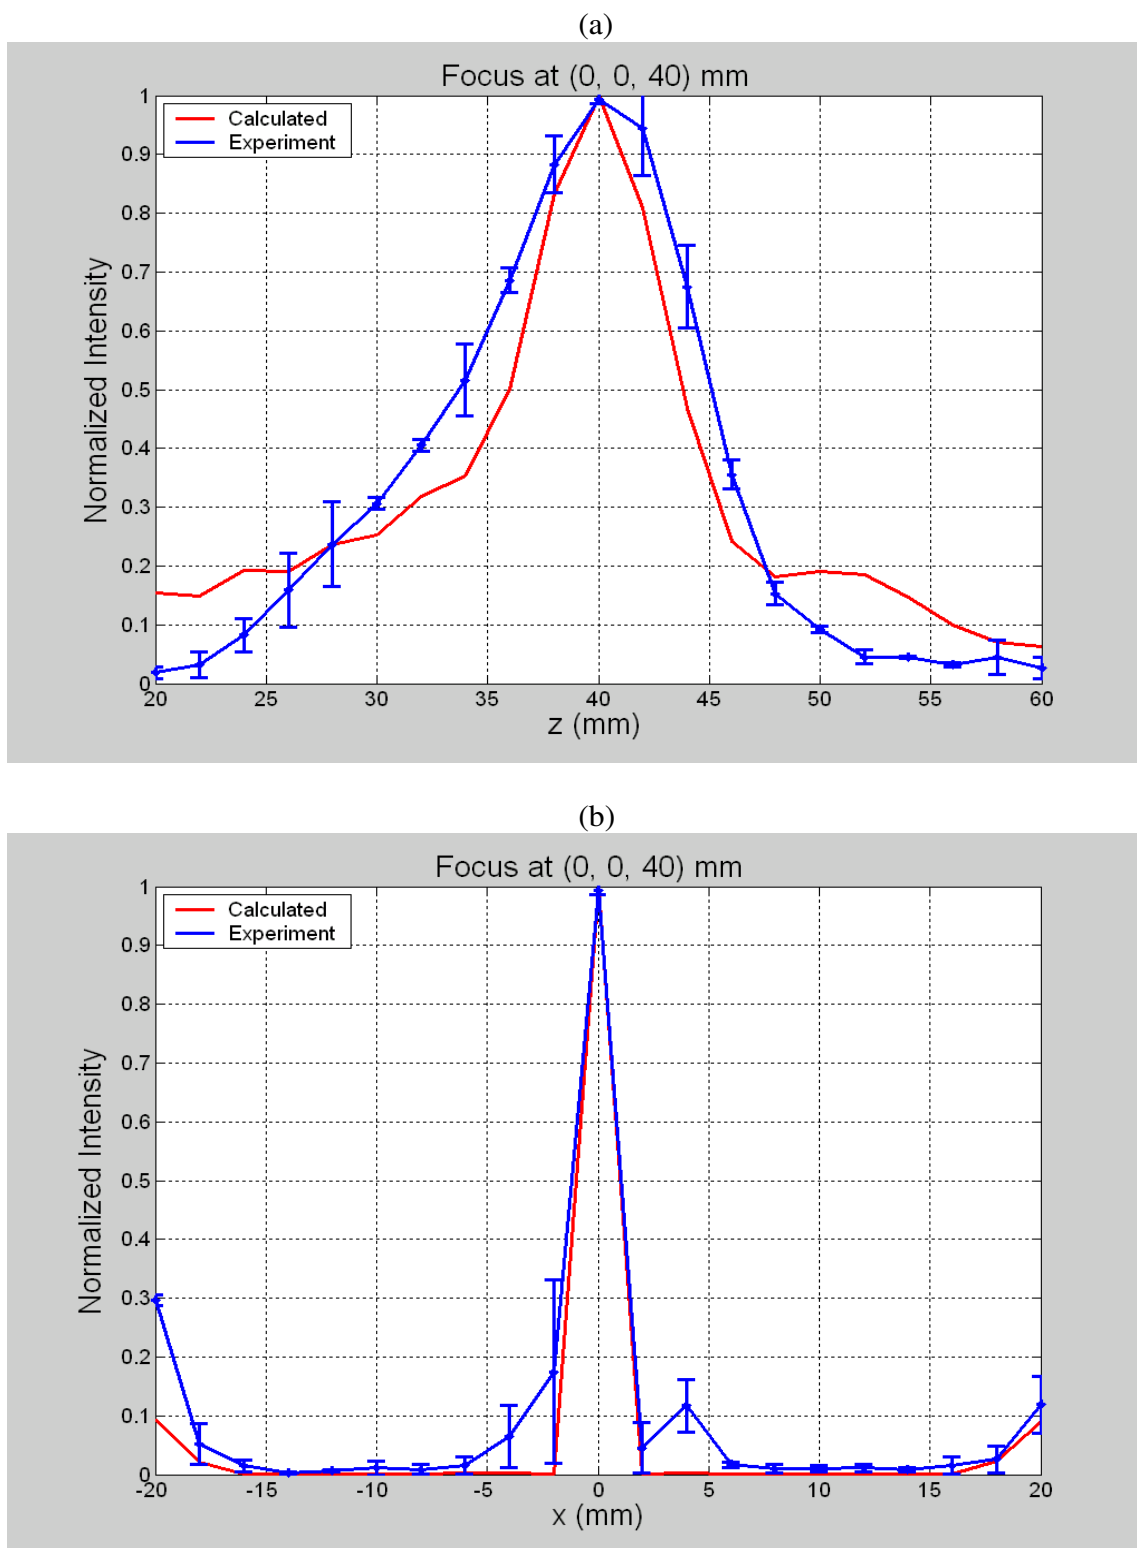 (a)
Focus at (0, 0, 40) mm
Calculated
Experiment
Normalized Intensity
1
0.9
0.8
0.7
0.6
0.5
0.4
0.3
0.2
0.1
0
20 25 30 35 40 45 50 55 60
z (mm)
(b)
Focus at (0, 0, 40) mm
Calculated
Experiment
Normalized Intensity
1
0.9
0.8
0.7
0.6
0.5
0.4
0.3
0.2
0.1
0
-20 -15 -10 -5 0 5 10 15 20
x (mm)